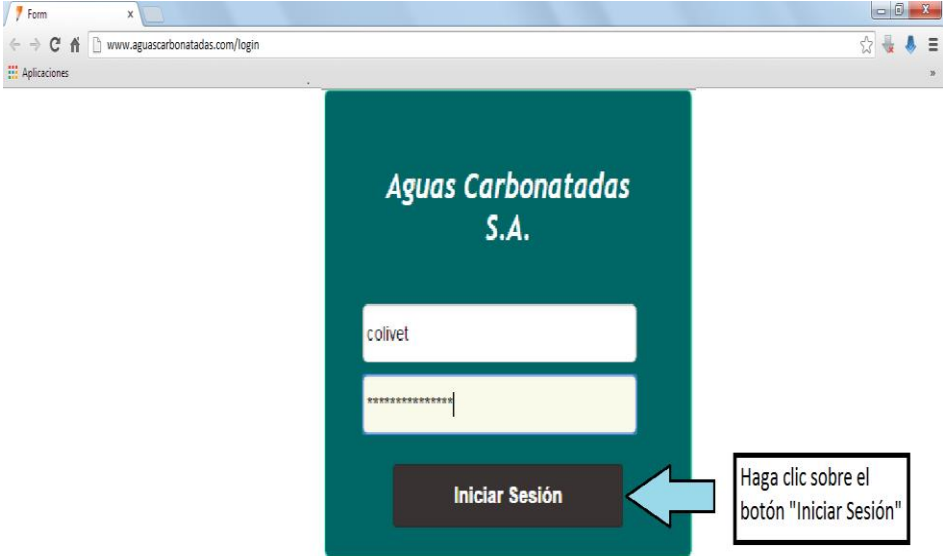 Form
www.aguascarbonatadas.com/login
Aplicaciones
Aguas Carbonatadas
S.A.
colivet
***************
Iniciar Sesión
Haga clic sobre el
botón "Iniciar Sesión"